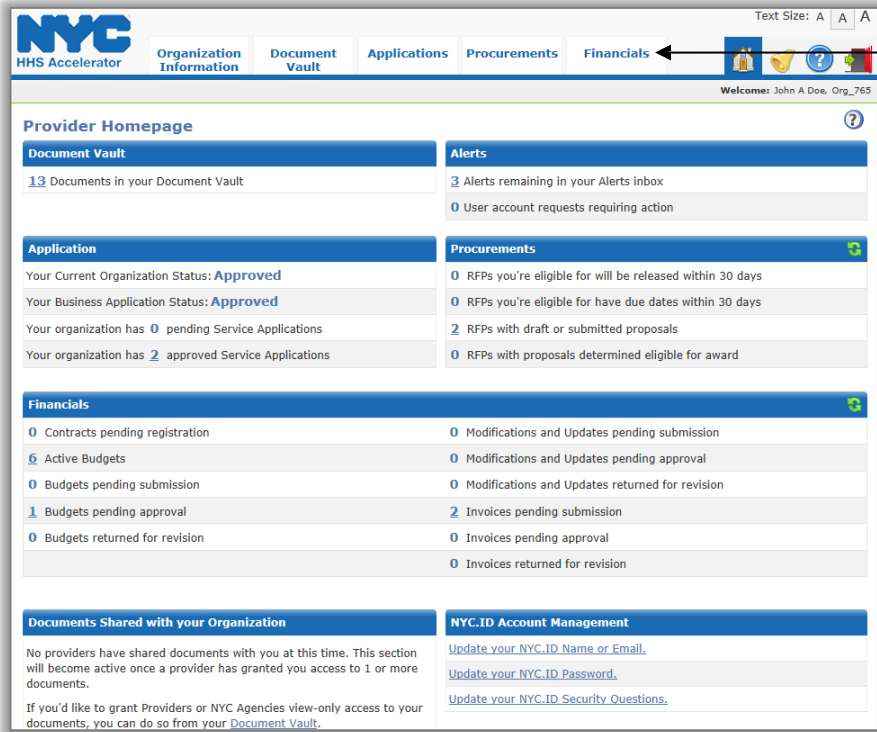 Text Size: A A A
NYC
HHS Accelerator
Organization Information
Document Vault
Applications
Procurements
Financials
Welcome: John A Doe, Org_765
Provider Homepage
Document Vault
13 Documents in your Document Vault
Alerts
3 Alerts remaining in your Alerts inbox
0 User account requests requiring action
Application
Your Current Organization Status: Approved
Your Business Application Status: Approved
Your organization has 0 pending Service Applications
Your organization has 2 approved Service Applications
Procurements
0 RFPs you're eligible for will be released within 30 days
0 RFPs you're eligible for have due dates within 30 days
2 RFPs with draft or submitted proposals
0 RFPs with proposals determined eligible for award
Financials
0 Contracts pending registration
6 Active Budgets
0 Budgets pending submission
1 Budgets pending approval
0 Budgets returned for revision
0 Modifications and Updates pending submission
0 Modifications and Updates pending approval
0 Modifications and Updates returned for revision
2 Invoices pending submission
0 Invoices pending approval
0 Invoices returned for revision
Documents Shared with your Organization
No providers have shared documents with you at this time. This section
will become active once a provider has granted you access to 1 or more
documents.
If you'd like to grant Providers or NYC Agencies view-only access to your
documents, you can do so from your Document Vault.
NYC.ID Account Management
Update your NYC.ID Name or Email.
Update your NYC.ID Password.
Update your NYC.ID Security Questions.